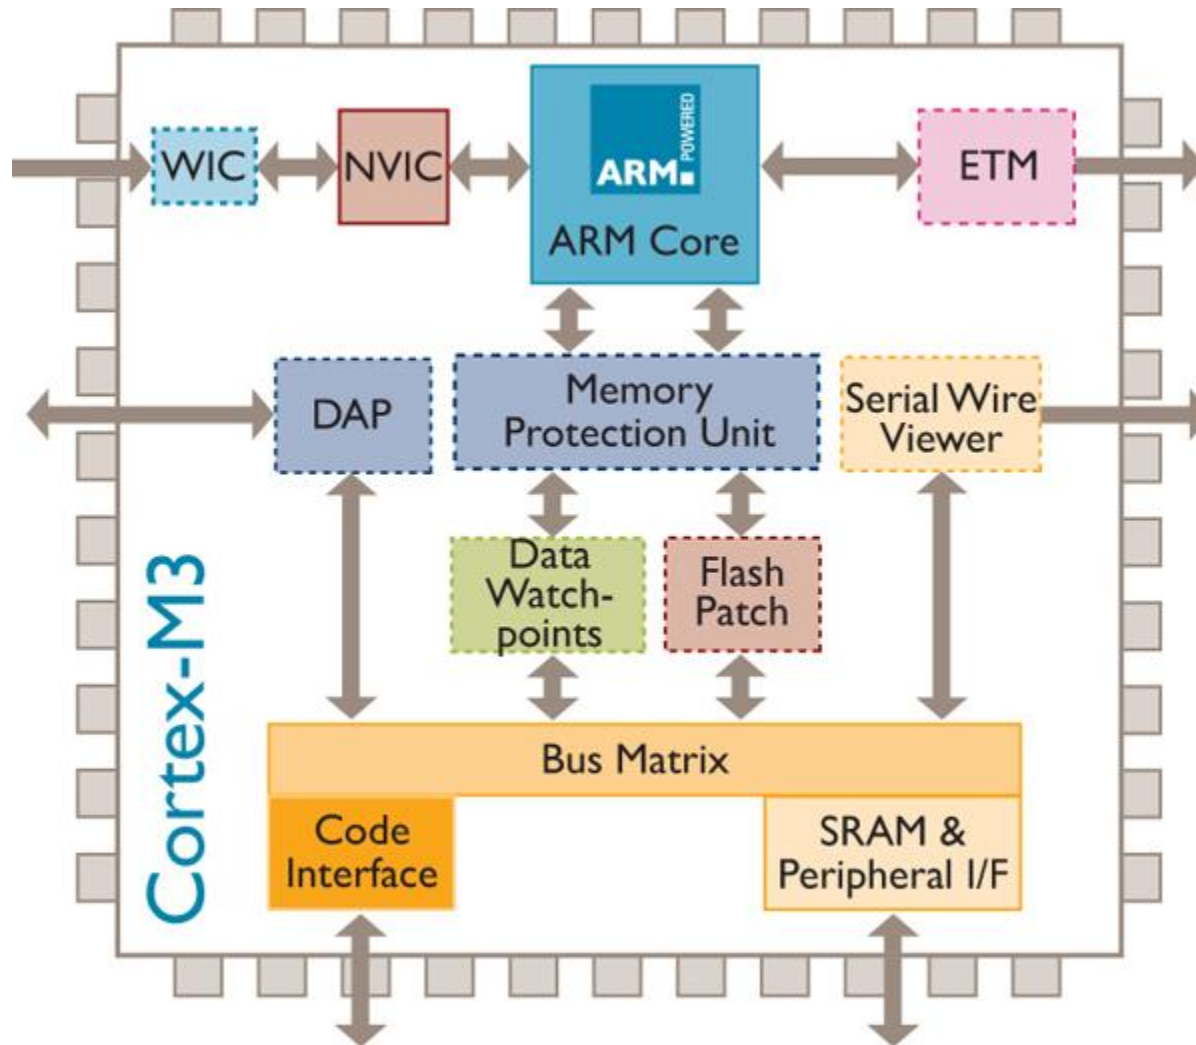 WIC
NVIC
ARM
POWERED
ARM Core
ETM
DAP
Memory
Protection Unit
Serial Wire
Viewer
Data
Watch-
points
Flash
Patch
Cortex-M3
Bus Matrix
Code
Interface
SRAM &
Peripheral I/F